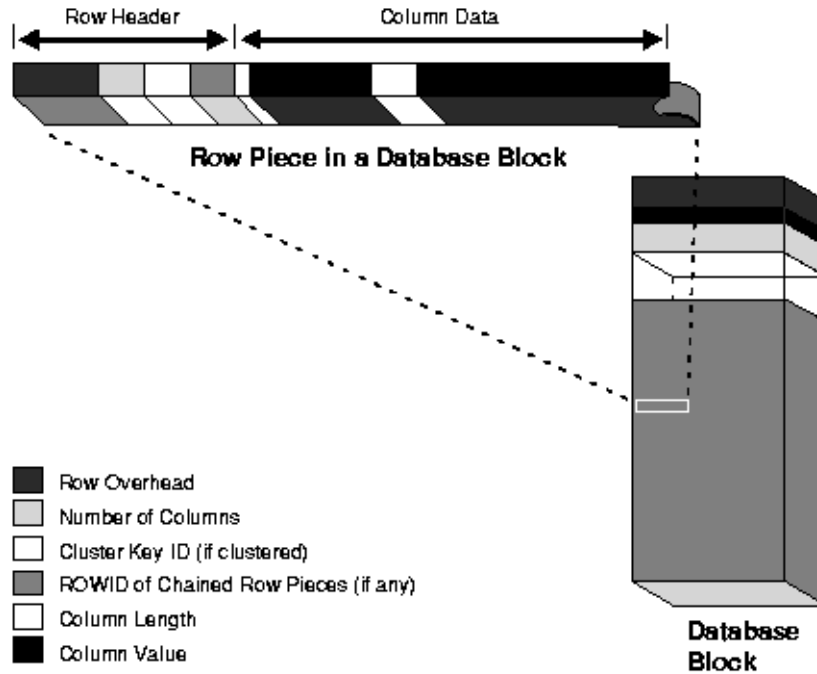 Row Header
Column Data
Row Piece in a Database Block
Row Overhead
Number of Columns
Cluster Key ID (if clustered)
ROWID of Chained Row Pieces (if any)
Column Length
Column Value
Database
Block